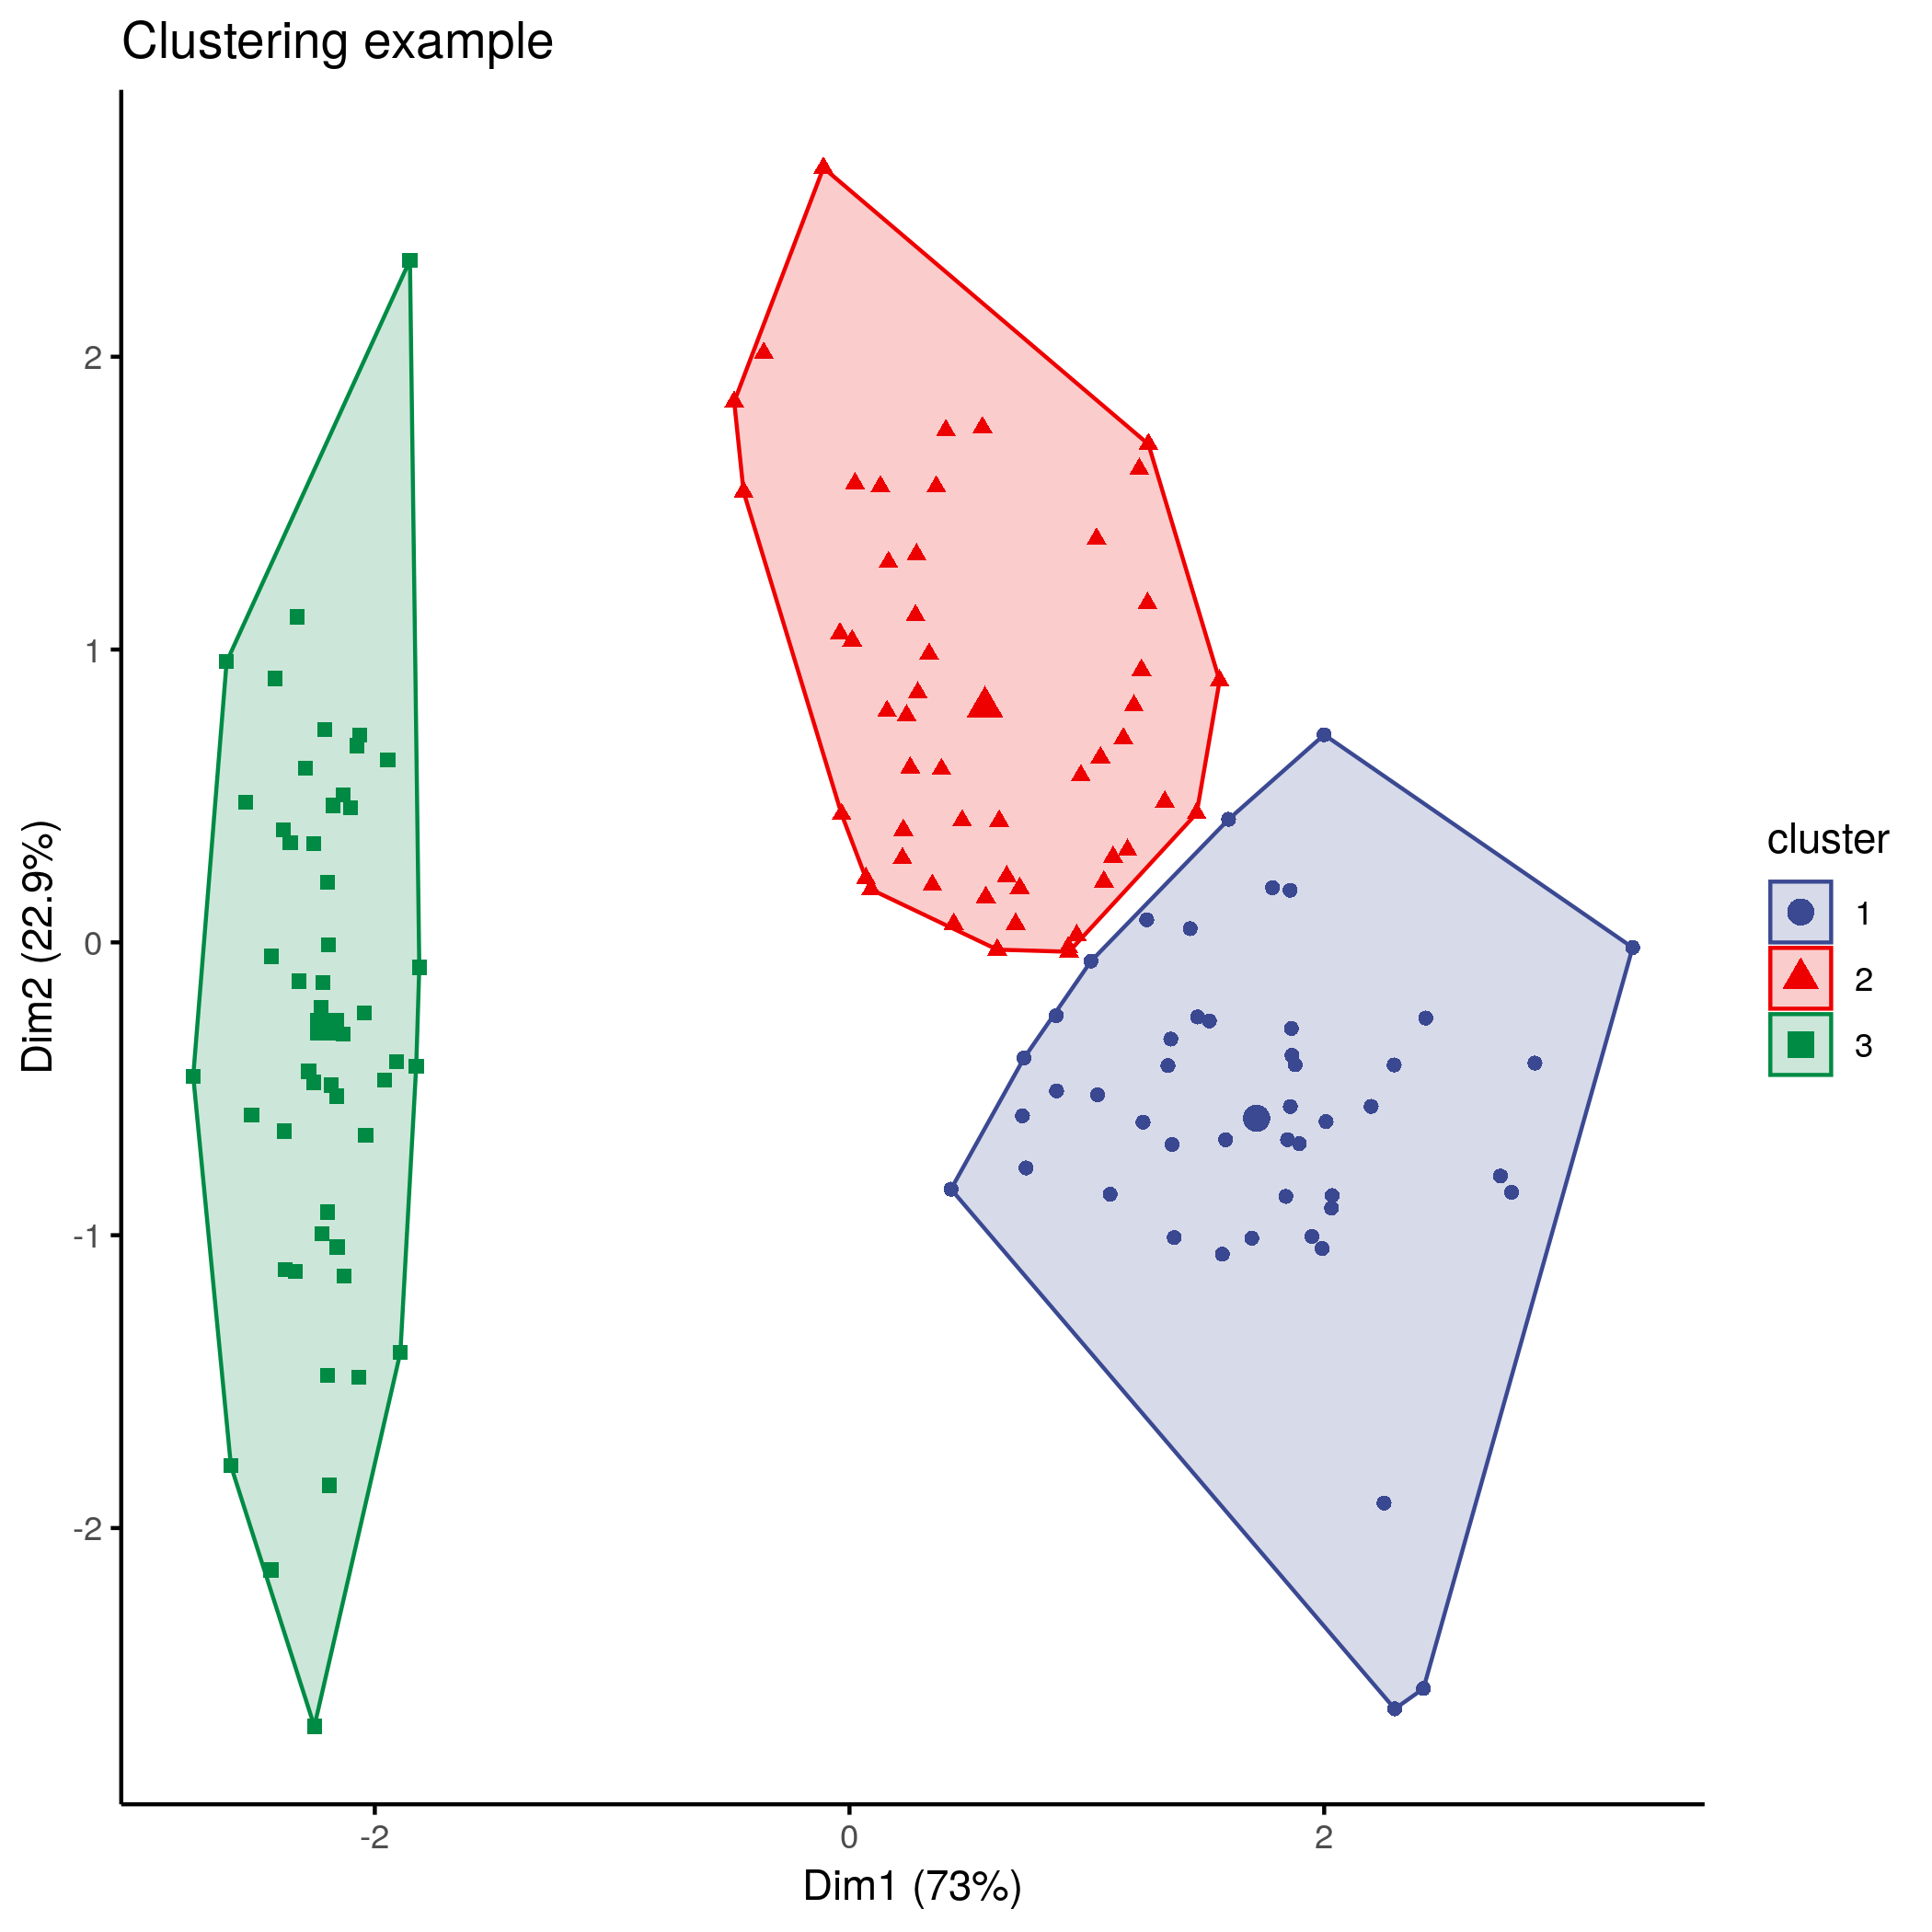 Clustering example
Dim2 (22.9%)
2
1
0
-1
-2
-2
0
2
Dim1 (73%)
cluster
1
2
3